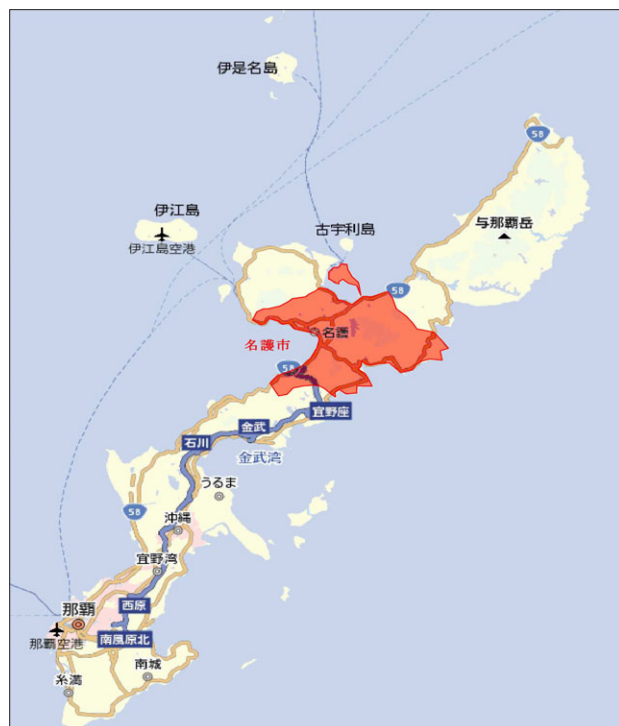 伊是名島
58
伊江島
伊江島空港
古宇利島
与那覇岳
58
名護
名護市
58
宜野座
金武
石川
金武湾
うるま
58
沖縄
宜野湾
西原
那覇
那覇空港
南風原北
南城
糸満